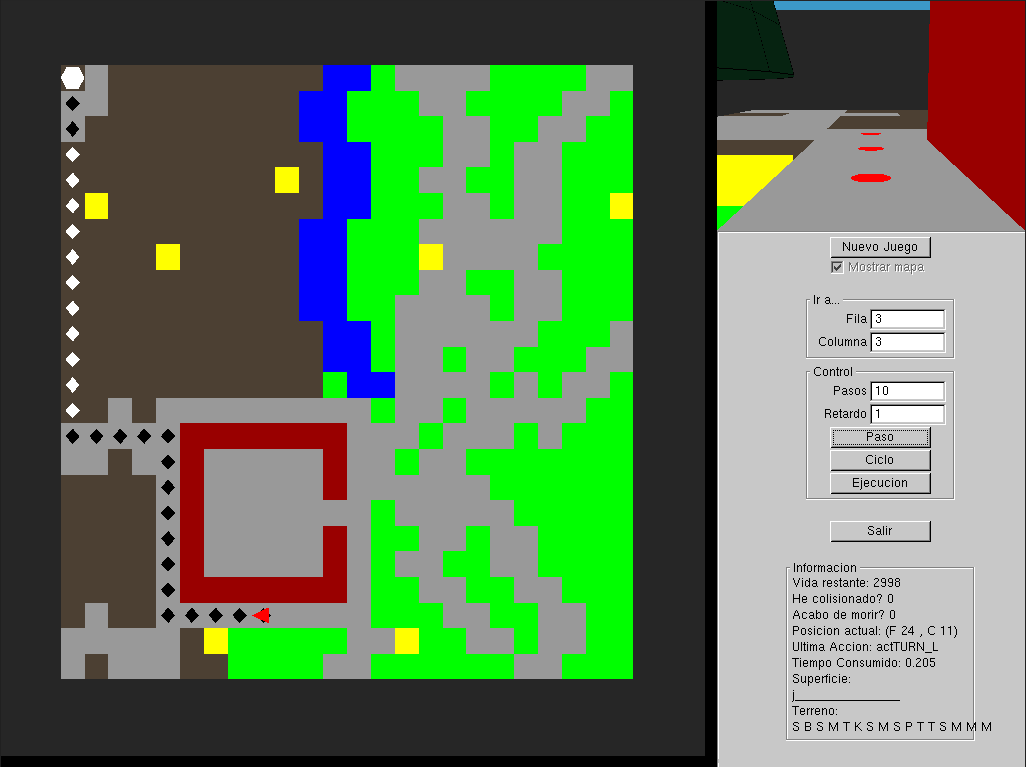 Nuevo Juego
Mostrar mapa
Ir a...
Fila 3
Columna 3
Control
Pasos 10
Retardo 1
Paso
Ciclo
Ejecucion
Salir
Informacion
Vida restante: 2998
He colisionado? 0
Acabo de morir? 0
Posicion actual: (F 24 , C 11)
Ultima Accion: actTURN_L
Tiempo Consumido: 0.205
Superficie:
j_______________
Terreno:
S B S M T K S M S P T T S M M M